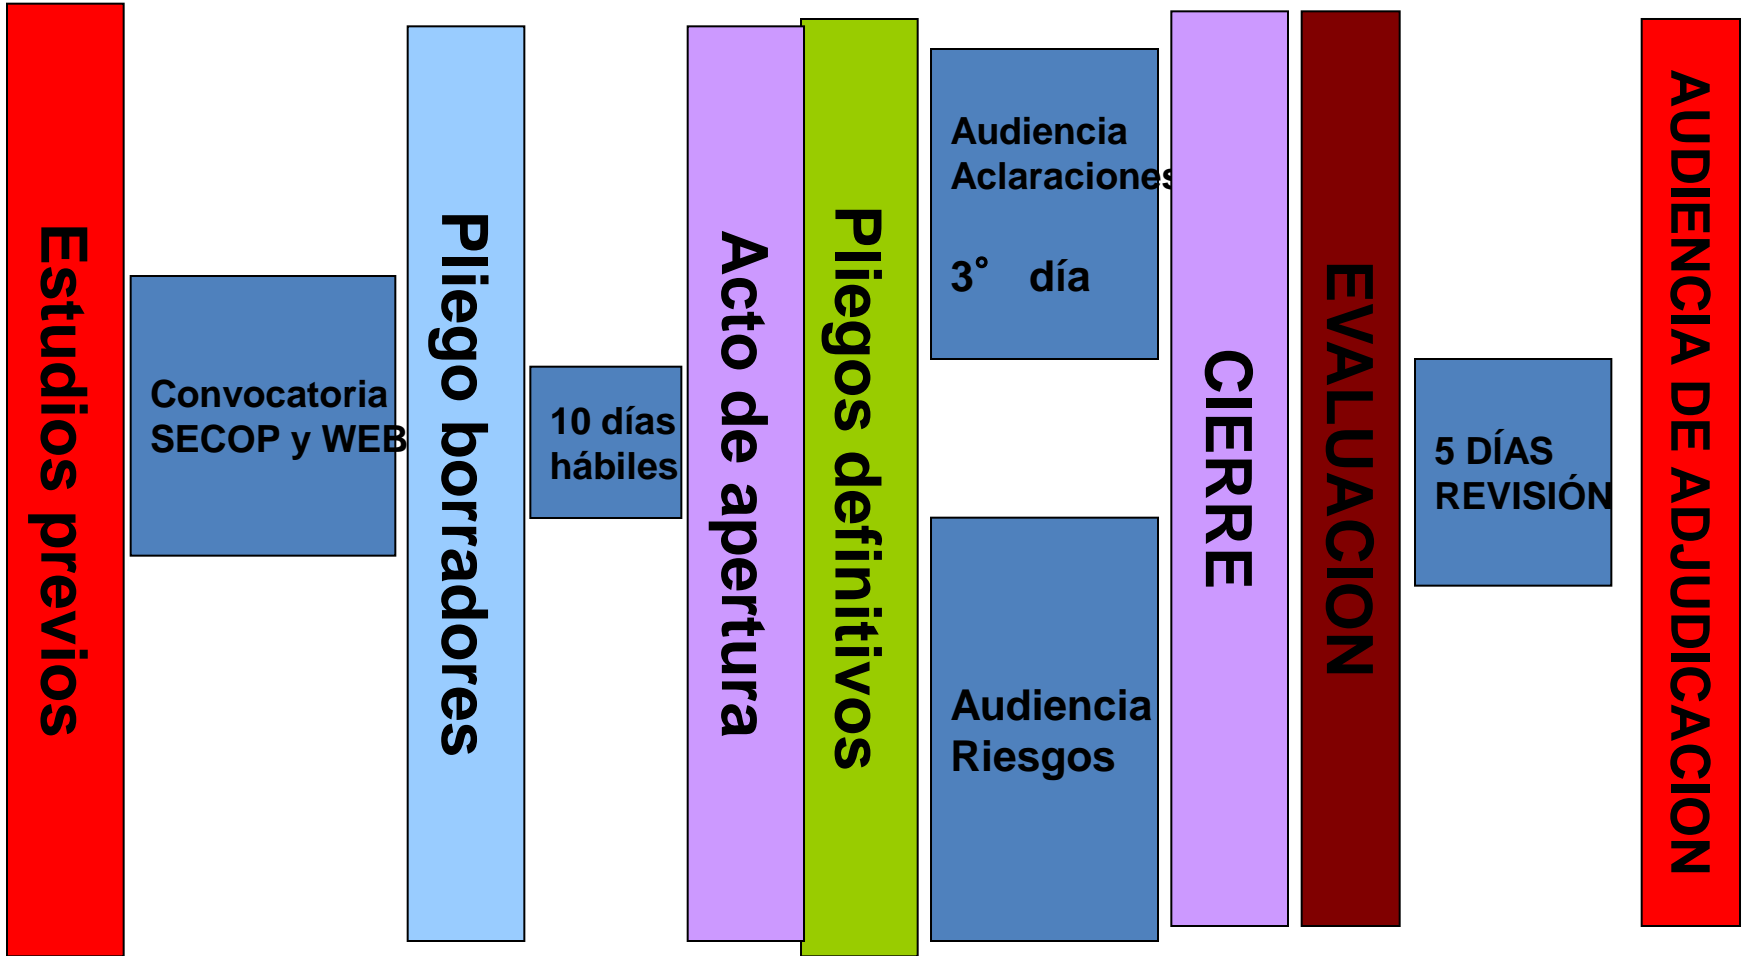 Estudios previos
Convocatoria
SECOP y WEB
Pliego borradores
10 días
hábiles
Acto de apertura
Pliegos definitivos
Audiencia
Aclaraciones
3° día
Audiencia
Riesgos
CIERRE
EVALUACION
5 DÍAS
REVISIÓN
AUDIENCIA DE ADJUDICACION